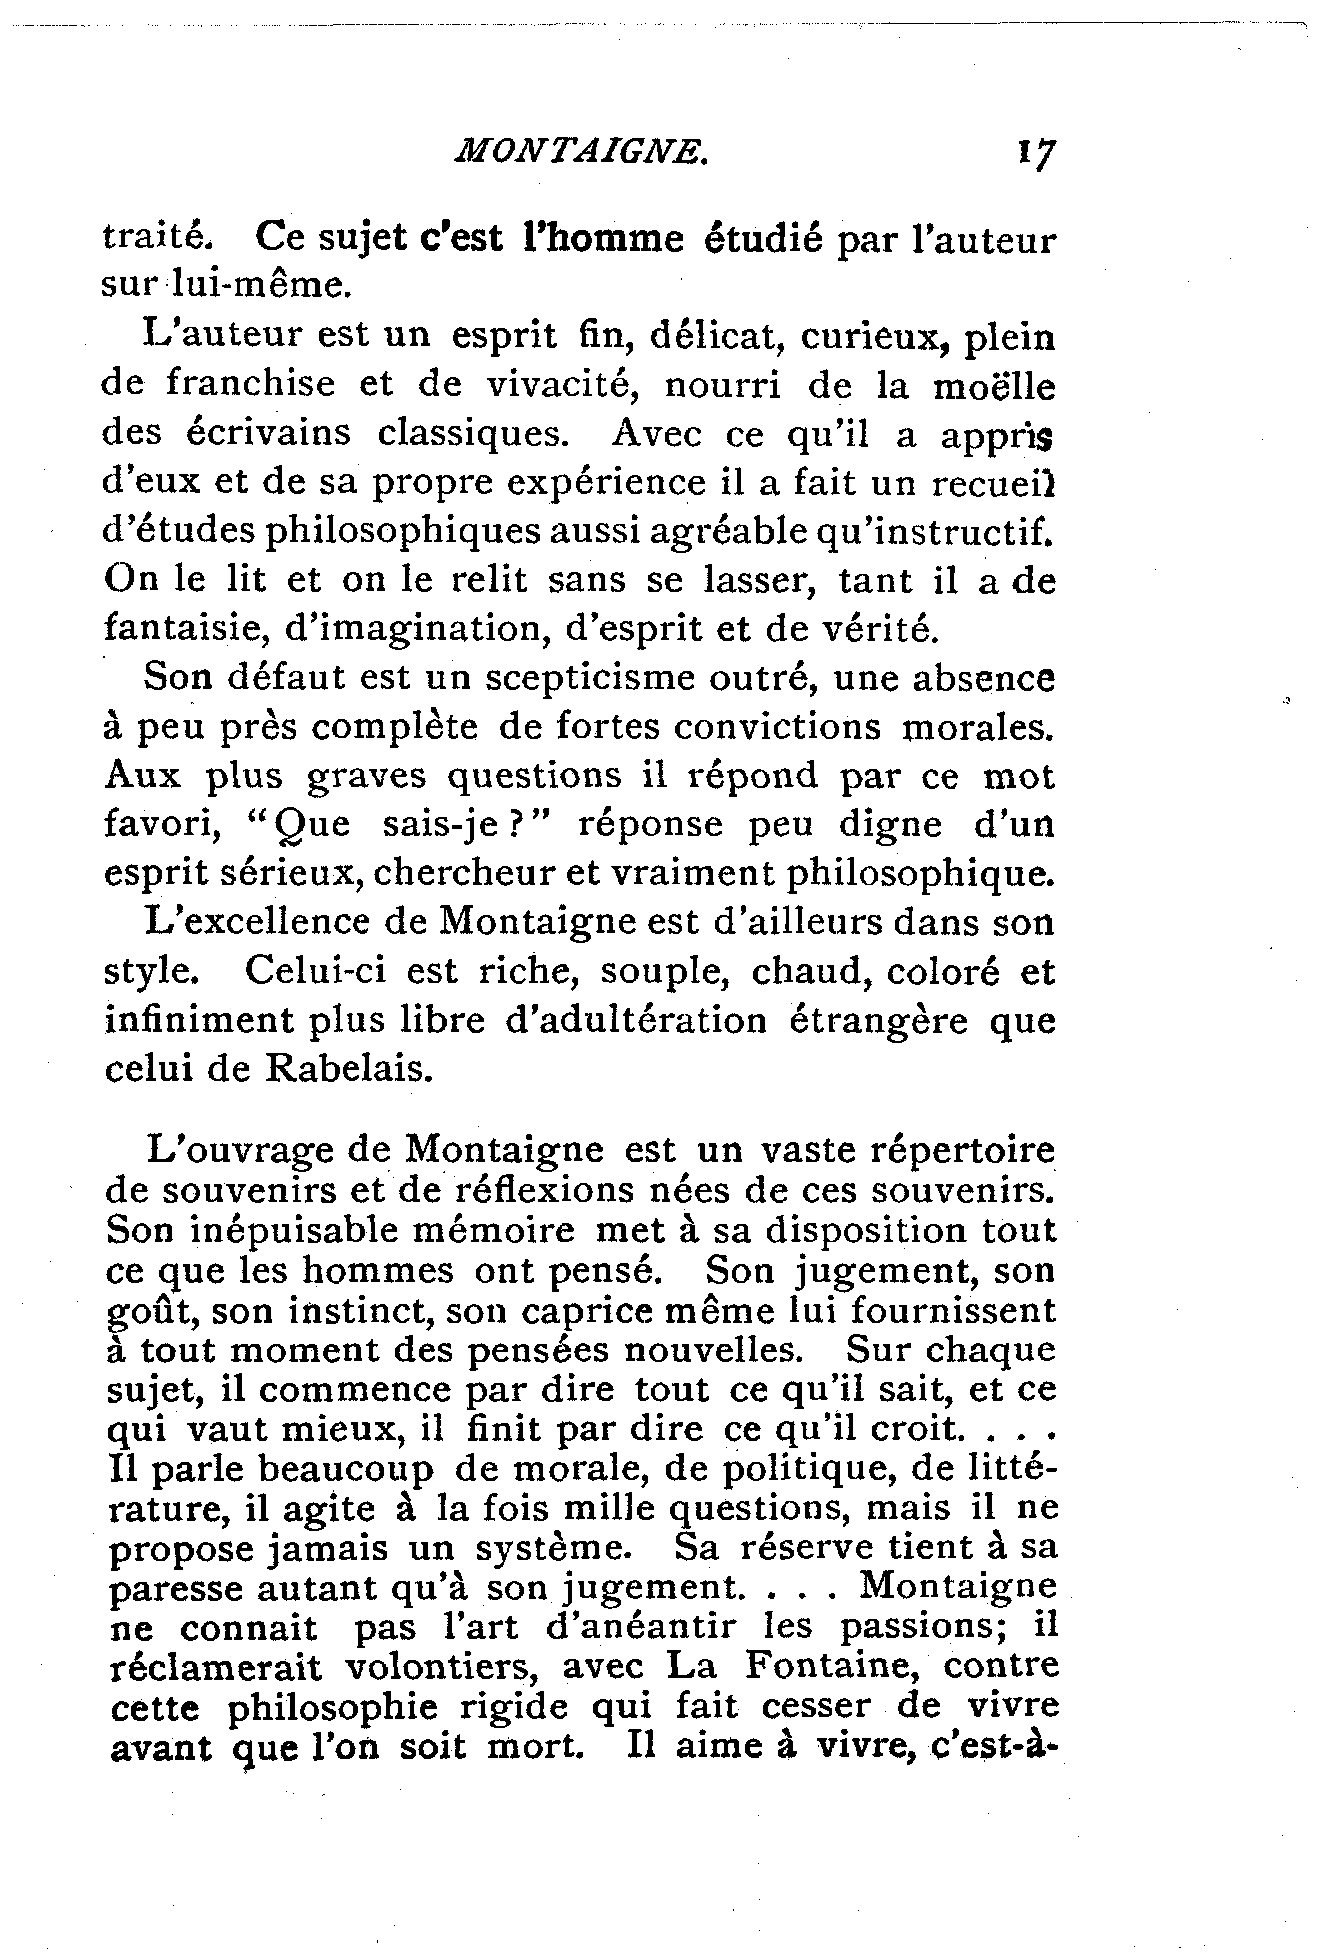 MONTAIGNE. 17
traité. Ce sujet c'est l'homme étudié par l'auteur
sur lui-même.
L'auteur est un esprit fin, délicat, curieux, plein
de franchise et de vivacité, nourri de la moëlle
des écrivains classiques. Avec ce qu'il a appris
d'eux et de sa propre expérience il a fait un recueil
d'études philosophiques aussi agréable qu'instructif.
On le lit et on le relit sans se lasser, tant il a de
fantaisie, d'imagination, d'esprit et de vérité.
Son défaut est un scepticisme outré, une absence
à peu près complète de fortes convictions morales.
Aux plus graves questions il répond par ce mot
favori, "Que sais-je?" réponse peu digne d'un
esprit sérieux, chercheur et vraiment philosophique.
L'excellence de Montaigne est d'ailleurs dans son
style. Celui-ci est riche, souple, chaud, coloré et
infiniment plus libre d'adultération étrangère que
celui de Rabelais.
L'ouvrage de Montaigne est un vaste répertoire
de souvenirs et de réflexions nées de ces souvenirs.
Son inépuisable mémoire met à sa disposition tout
ce que les hommes ont pensé. Son jugement, son
goût, son instinct, son caprice même lui fournissent
à tout moment des pensées nouvelles. Sur chaque
sujet, il commence par dire tout ce qu'il sait, et ce
qui vaut mieux, il finit par dire ce qu'il croit. . . .
Il parle beaucoup de morale, de politique, de litté-
rature, il agite à la fois mille questions, mais il ne
propose jamais un système. Sa réserve tient à sa
paresse autant qu'à son jugement. . . . Montaigne
ne connait pas l'art d'anéantir les passions; il
réclamerait volontiers, avec La Fontaine, contre
cette philosophie rigide qui fait cesser de vivre
avant que l'on soit mort. Il aime à vivre, c'est-à-